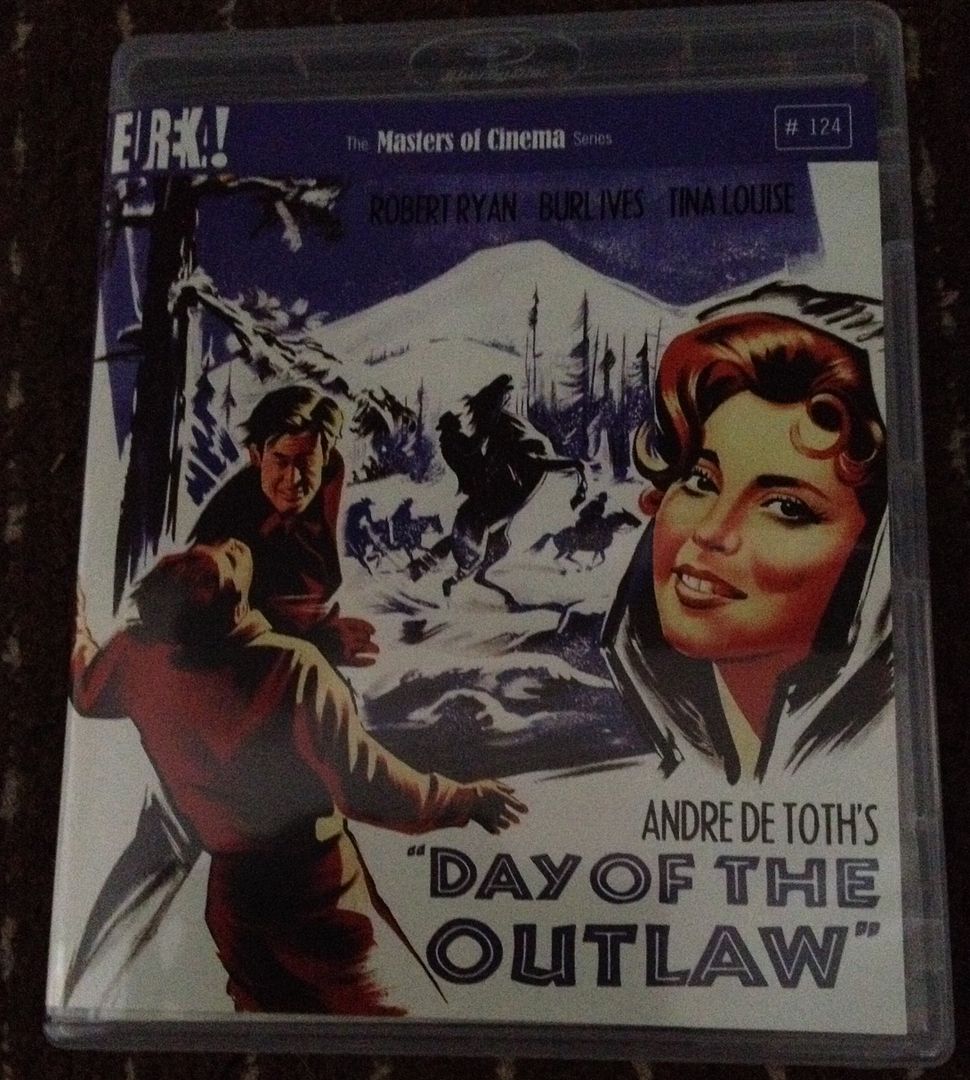 EUREKA!
The Masters of Cinema Series
# 124
ROBERT RYAN BURL IVES TINA LOUISE
ANDRE DE TOTH'S
"DAY OF THE
OUTLAW"